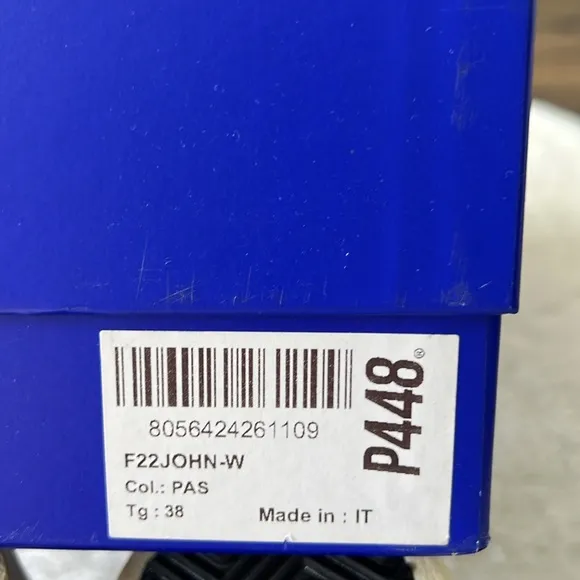 8056424261109
F22JOHN-W
Col.: PAS
Tg : 38
Made in : IT
P448®